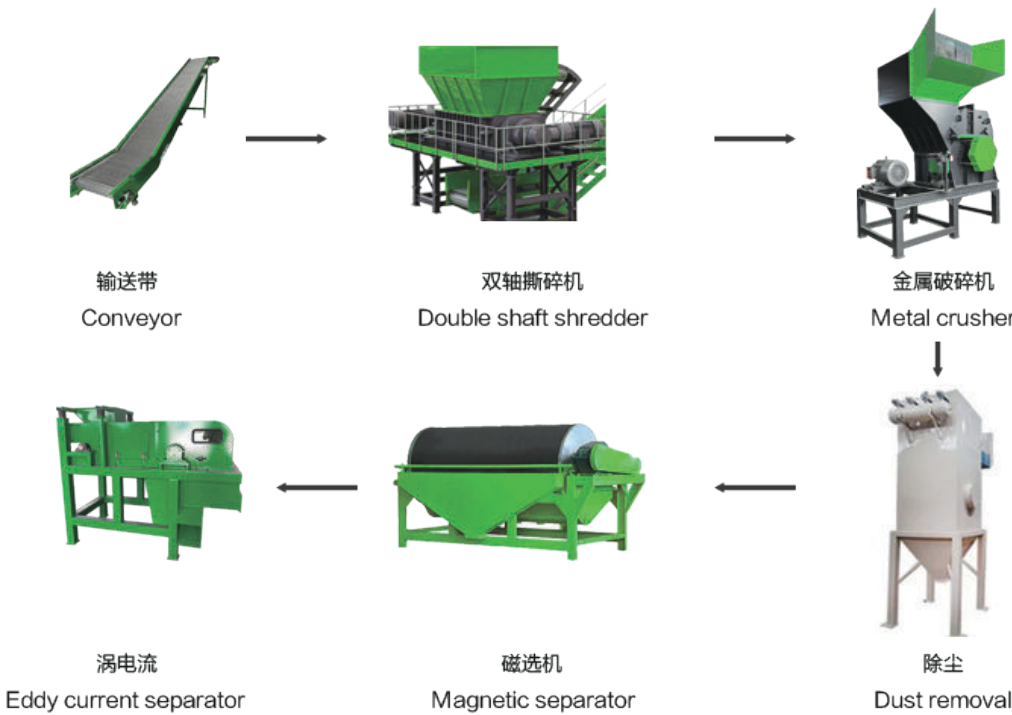 输送带
Conveyor
双轴撕碎机
Double shaft shredder
金属破碎机
Metal crusher
涡电流
Eddy current separator
磁选机
Magnetic separator
除尘
Dust removal